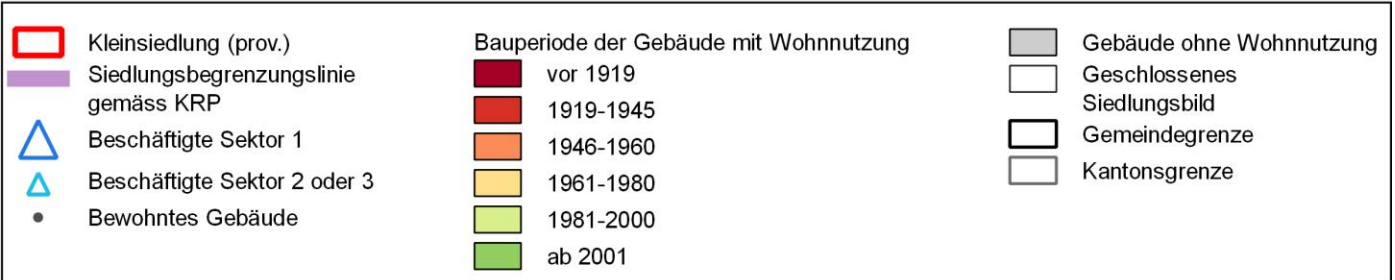 Kleinsiedlung (prov.)
Siedlungsbegrenzungslinie
gemäss KRP
Beschäftigte Sektor 1
Beschäftigte Sektor 2 oder 3
Bewohntes Gebäude
Bauperiode der Gebäude mit Wohnnutzung
vor 1919
1919-1945
1946-1960
1961-1980
1981-2000
ab 2001
Gebäude ohne Wohnnutzung
Geschlossenes
Siedlungsbild
Gemeindegrenze
Kantonsgrenze